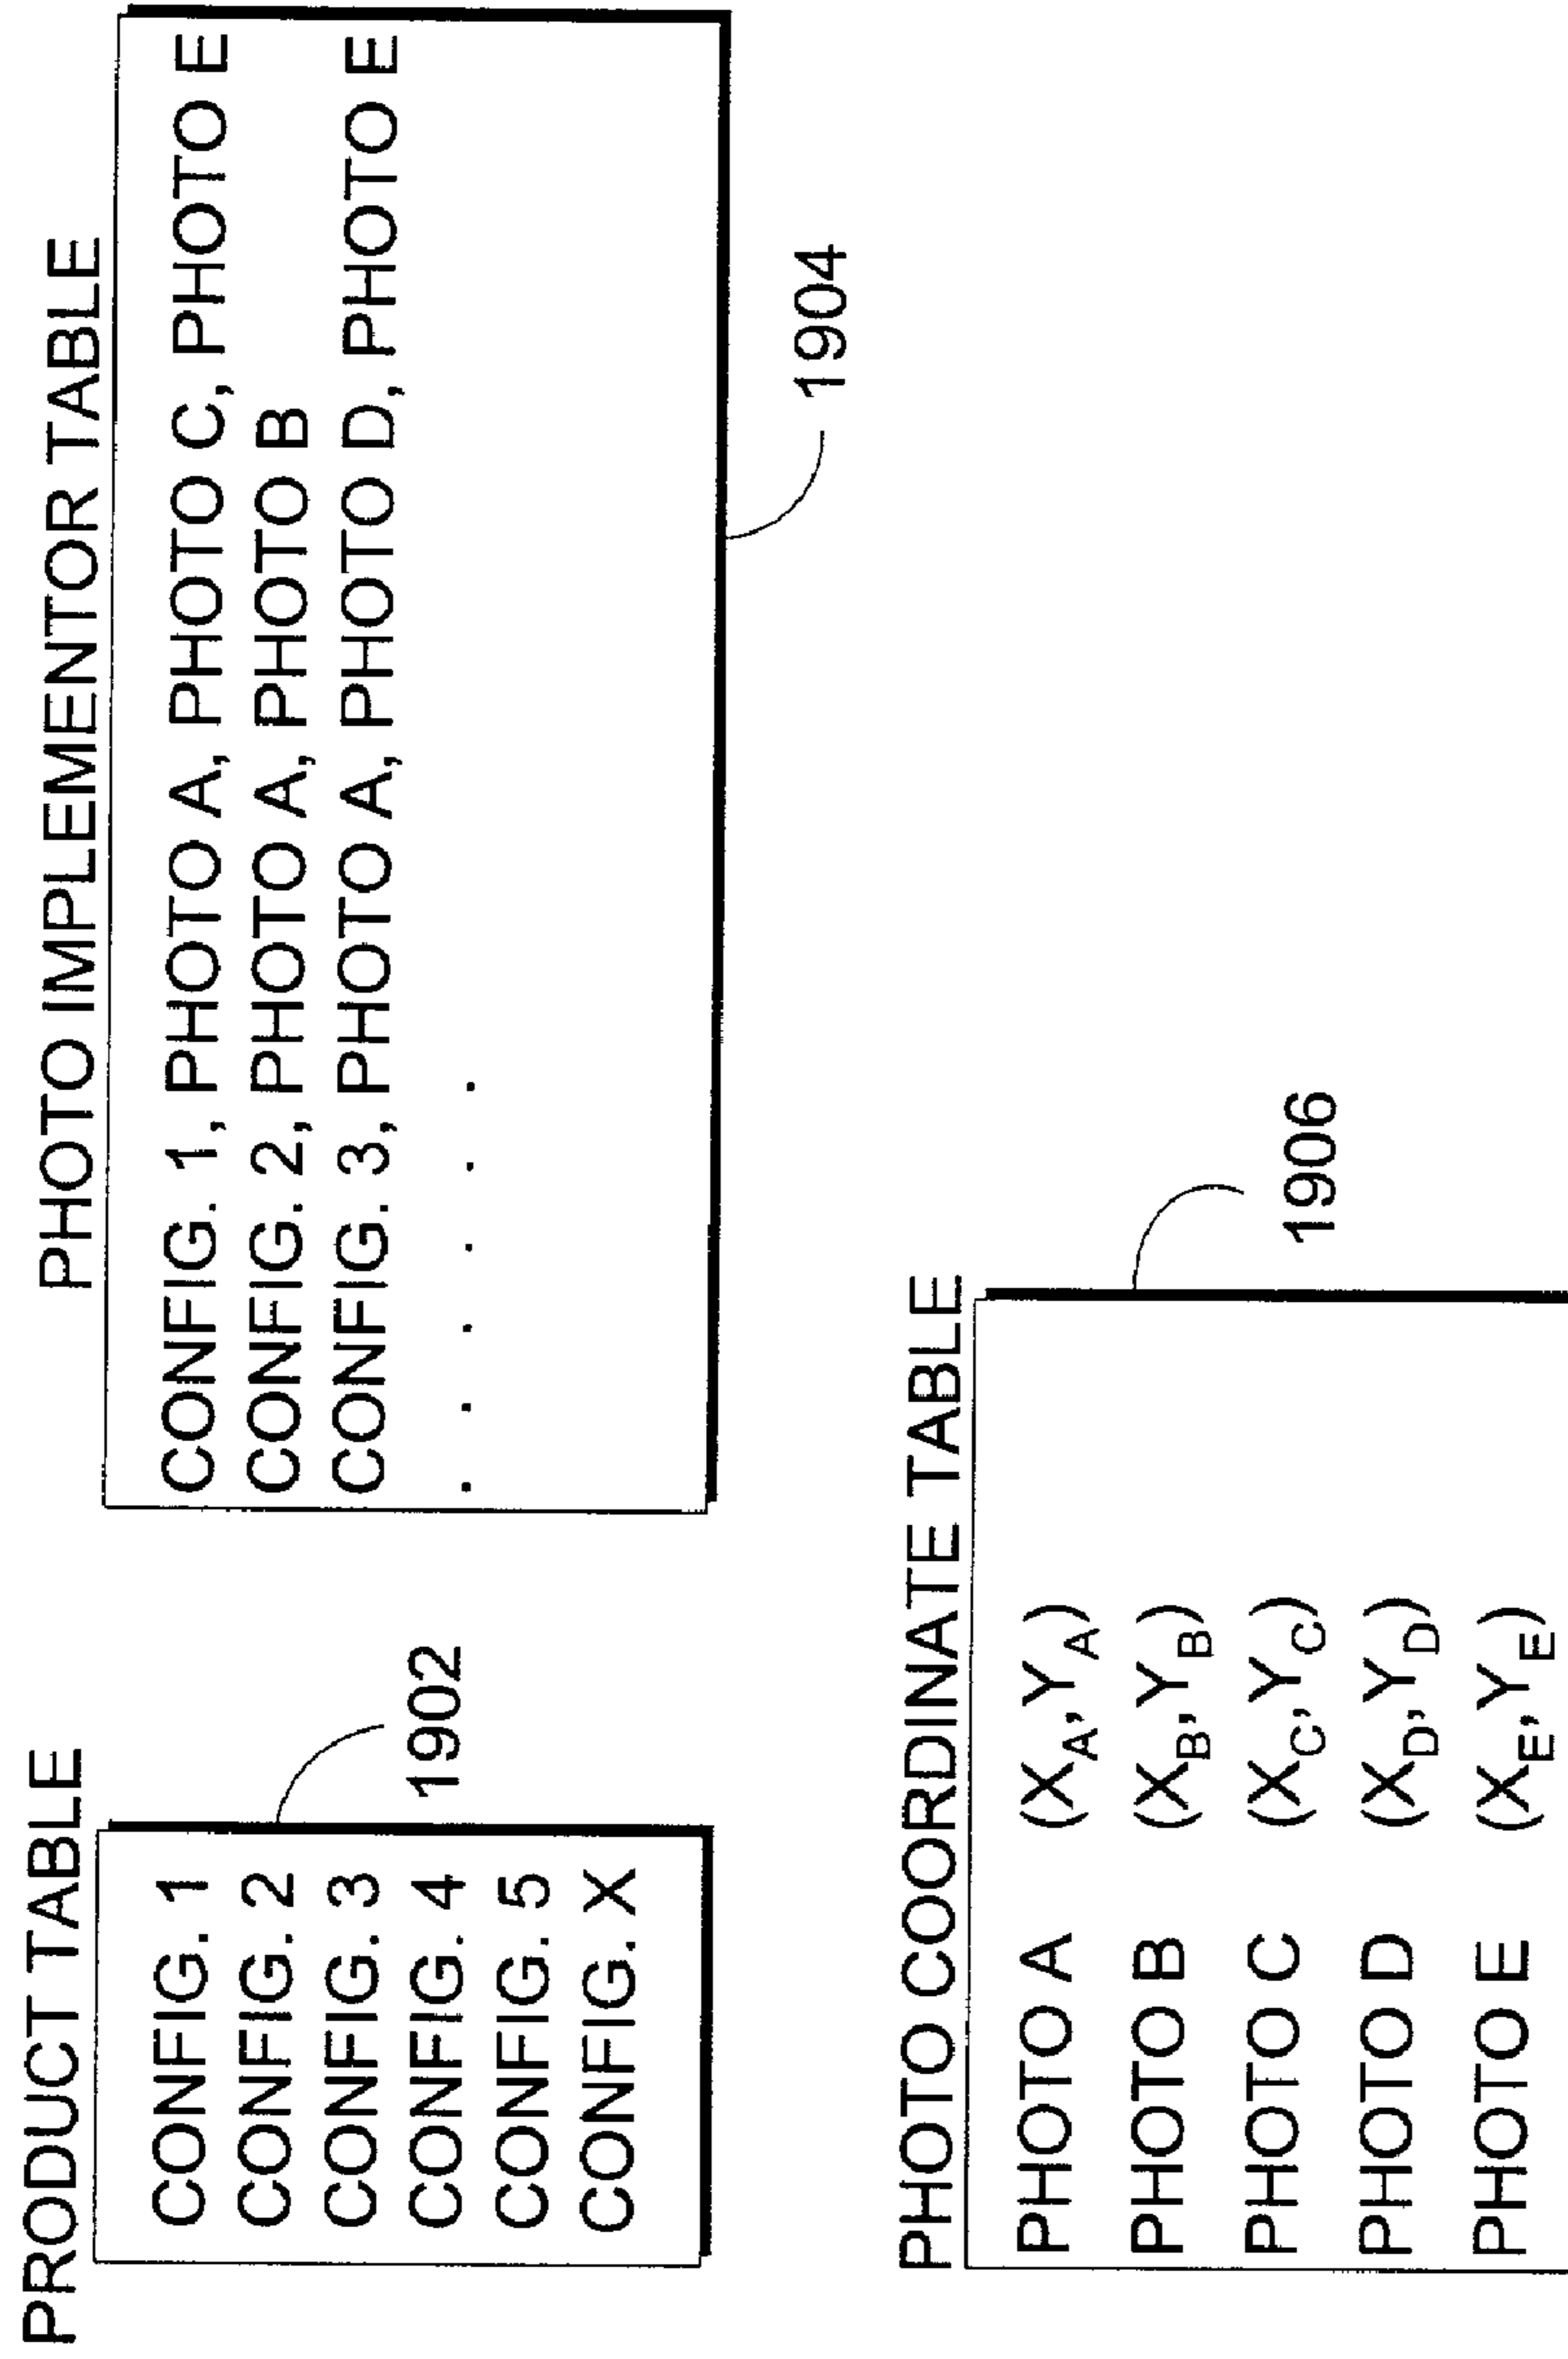 PRODUCT TABLE
CONFIG. 1
CONFIG. 2
CONFIG. 3
CONFIG. 4
CONFIG. 5
CONFIG. X
1902
PHOTO IMPLEMENTOR TABLE
CONFIG. 1, PHOTO A, PHOTO C, PHOTO E
CONFIG. 2, PHOTO A, PHOTO B
CONFIG. 3, PHOTO A, PHOTO D, PHOTO E
. . . . . .
1904
PHOTO COORDINATE TABLE
PHOTO A (X_A, Y_A)
PHOTO B (X_B, Y_B)
PHOTO C (X_C, Y_C)
PHOTO D (X_D, Y_D)
PHOTO E (X_E, Y_E)
1906